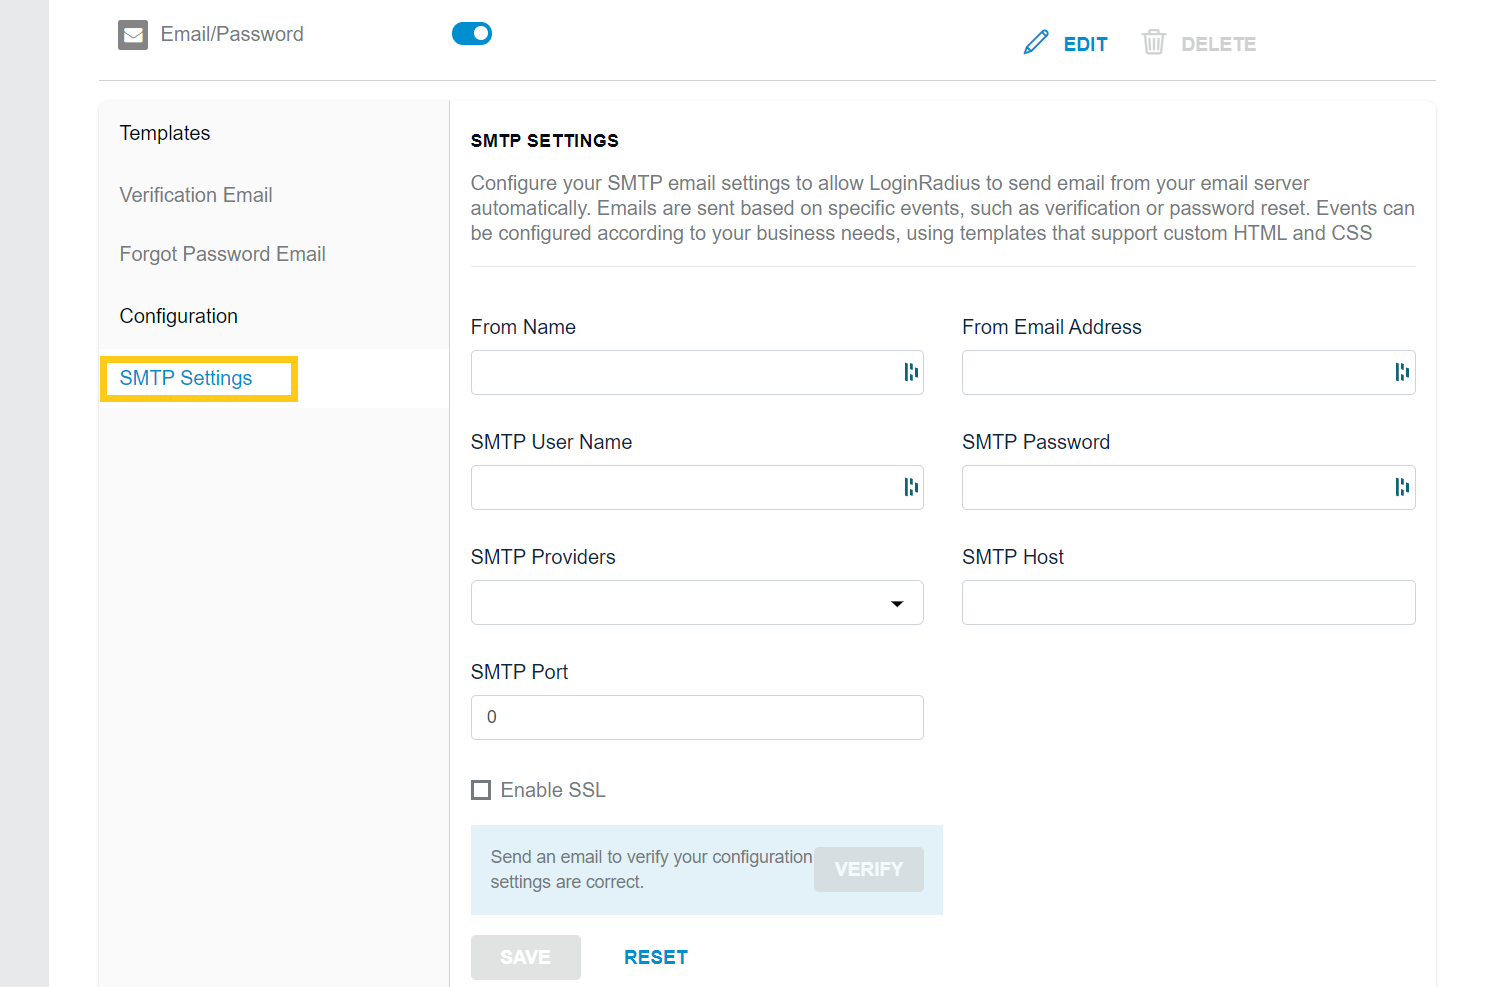 Email/Password
EDIT
DELETE
Templates
Verification Email
Forgot Password Email
Configuration
SMTP Settings
SMTP SETTINGS
Configure your SMTP email settings to allow LoginRadius to send email from your email server
automatically. Emails are sent based on specific events, such as verification or password reset. Events can
be configured according to your business needs, using templates that support custom HTML and CSS
From Name
From Email Address
SMTP User Name
SMTP Password
SMTP Providers
SMTP Host
SMTP Port
0
Enable SSL
Send an email to verify your configuration
settings are correct.
VERIFY
SAVE
RESET